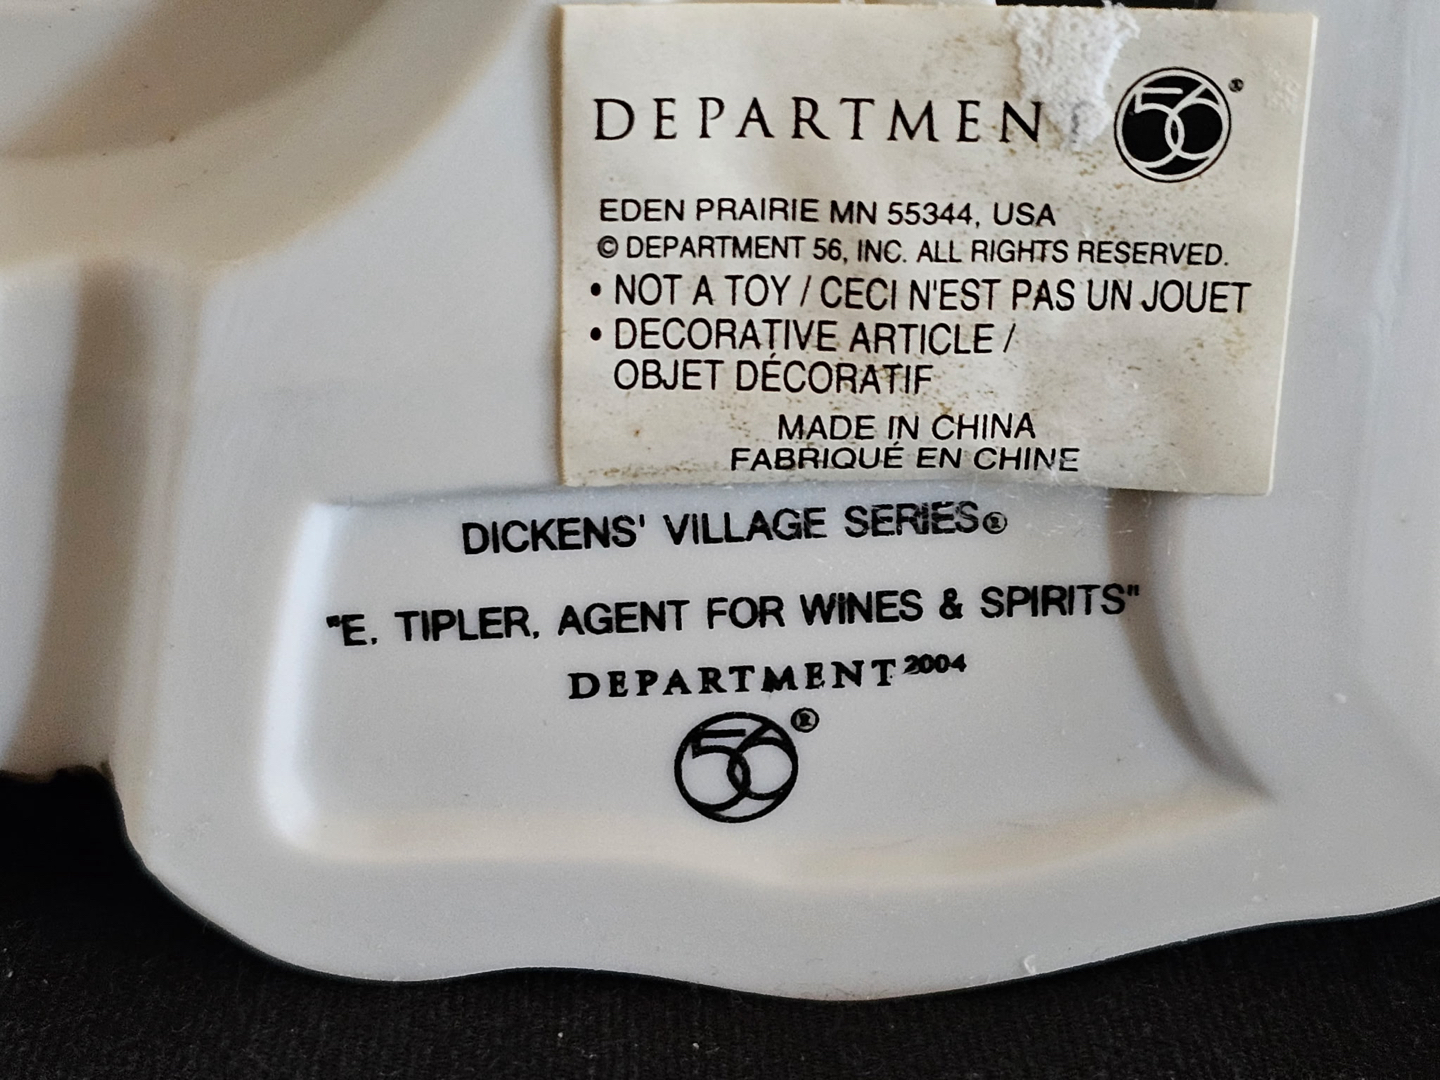 DEPARTMENT 56®
EDEN PRAIRIE MN 55344, USA
© DEPARTMENT 56, INC. ALL RIGHTS RESERVED.
• NOT A TOY / CECI N'EST PAS UN JOUET
• DECORATIVE ARTICLE /
OBJET DÉCORATIF
MADE IN CHINA
FABRIQUÉ EN CHINE
DICKENS' VILLAGE SERIES®
"E. TIPLER, AGENT FOR WINES & SPIRITS"
DEPARTMENT 2004
56®